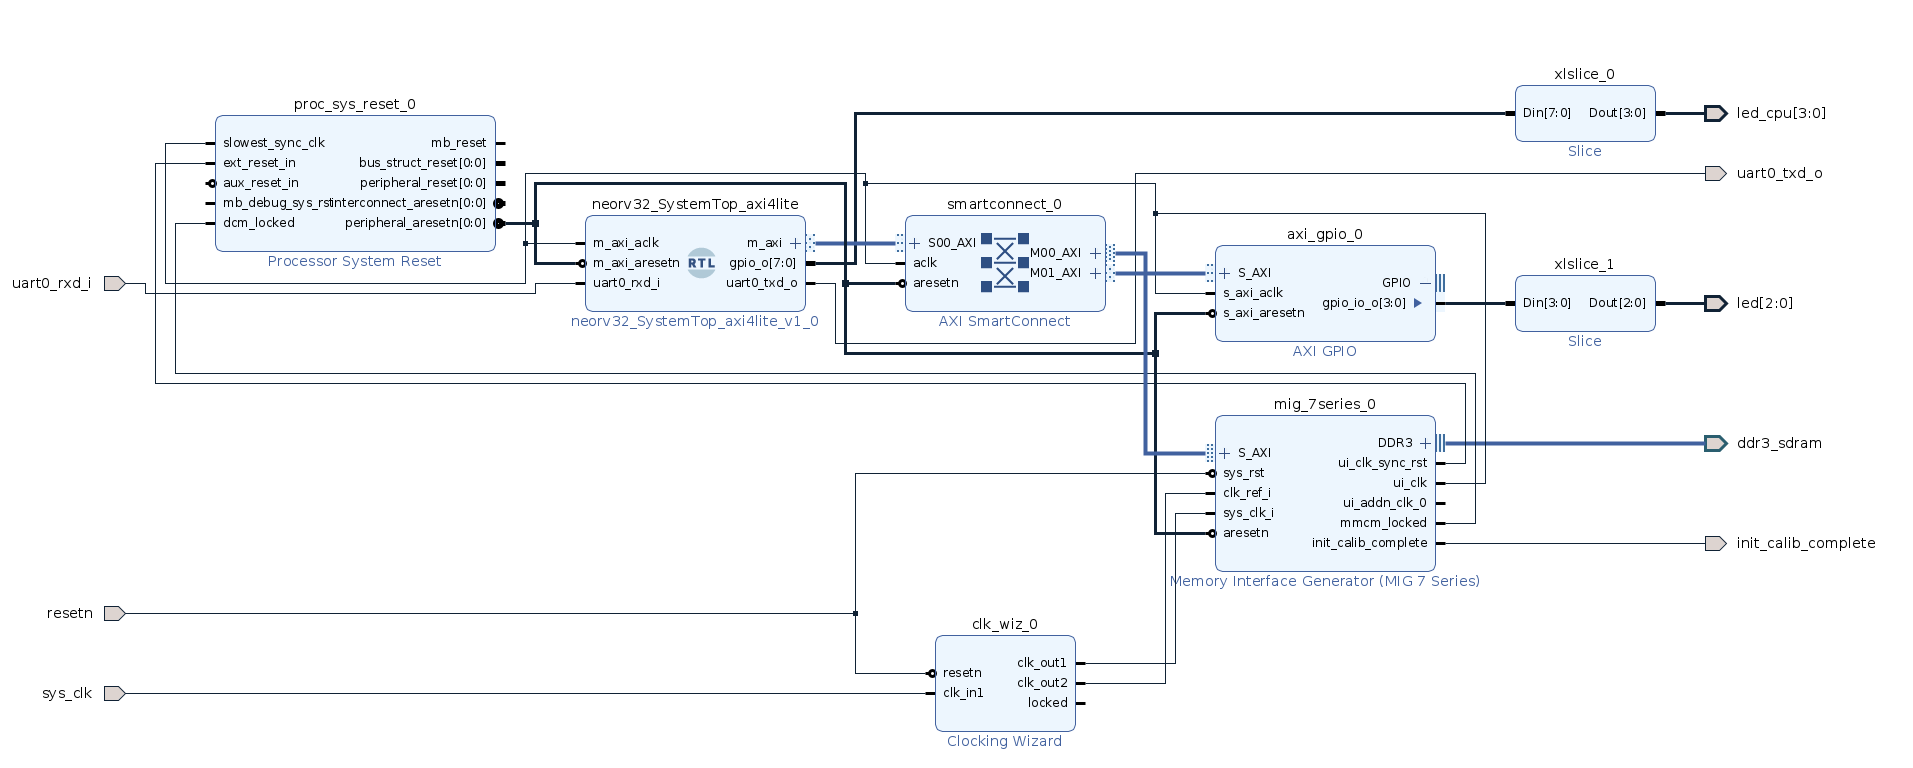 xlslice_0
Din[7:0]
Dout[3:0]
Slice
led_cpu[3:0]
proc_sys_reset_0
slowest_sync_clk
ext_reset_in
aux_reset_in
mb_debug_sys_rst
dcm_locked
mb_reset
bus_struct_reset[0:0]
peripheral_reset[0:0]
interconnect_aresetn[0:0]
peripheral_aresetn[0:0]
Processor System Reset
uart0_txd_o
uart0_rxd_i
neorv32_SystemTop_axi4lite
m_axi_aclk
m_axi_aresetn
uart0_rxd_i
RTL
m_axi
gpio_o[7:0]
uart0_txd_o
neorv32_SystemTop_axi4lite_v1_0
smartconnect_0
S00_AXI
aclk
aresetn
M00_AXI
M01_AXI
AXI SmartConnect
axi_gpio_0
S_AXI
s_axi_aclk
s_axi_aresetn
GPIO
gpio_io_o[3:0]
AXI GPIO
xlslice_1
Din[3:0]
Dout[2:0]
Slice
led[2:0]
mig_7series_0
S_AXI
sys_rst
clk_ref_i
sys_clk_i
aresetn
DDR3
ui_clk_sync_rst
ui_clk
ui_addn_clk_0
mmcm_locked
init_calib_complete
Memory Interface Generator (MIG 7 Series)
ddr3_sdram
init_calib_complete
resetn
sys_clk
clk_wiz_0
resetn
clk_in1
clk_out1
clk_out2
locked
Clocking Wizard